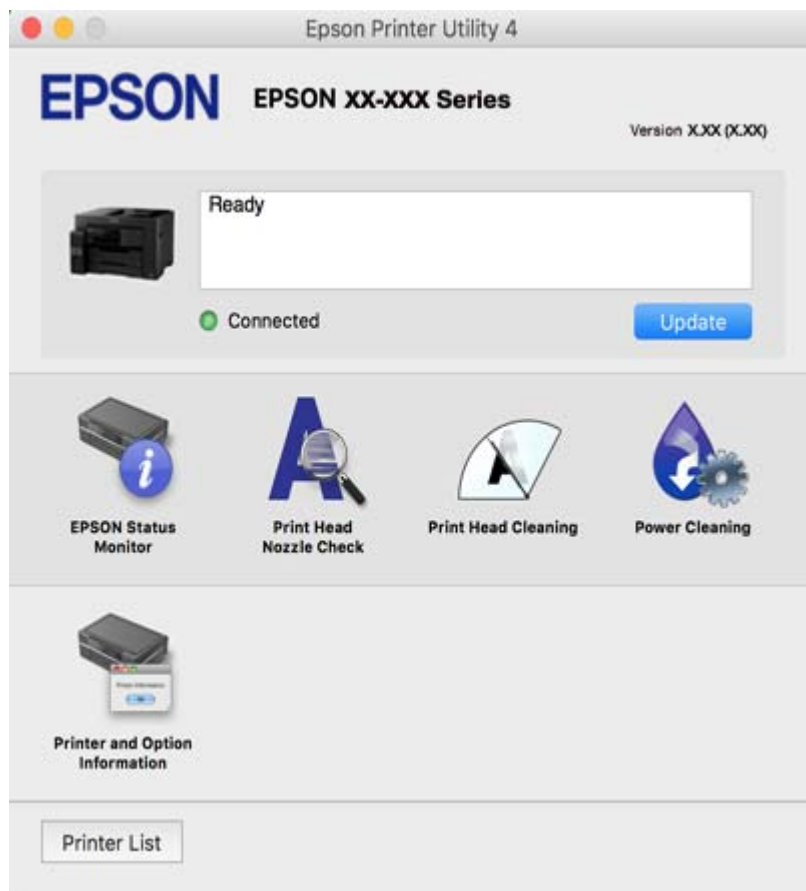 Epson Printer Utility 4
EPSON
EPSON XX-XXX Series
Version X.XX (X.XX)
Ready
Connected
Update
EPSON Status
Monitor
Print Head
Nozzle Check
Print Head Cleaning
Power Cleaning
Printer and Option
Information
Printer List